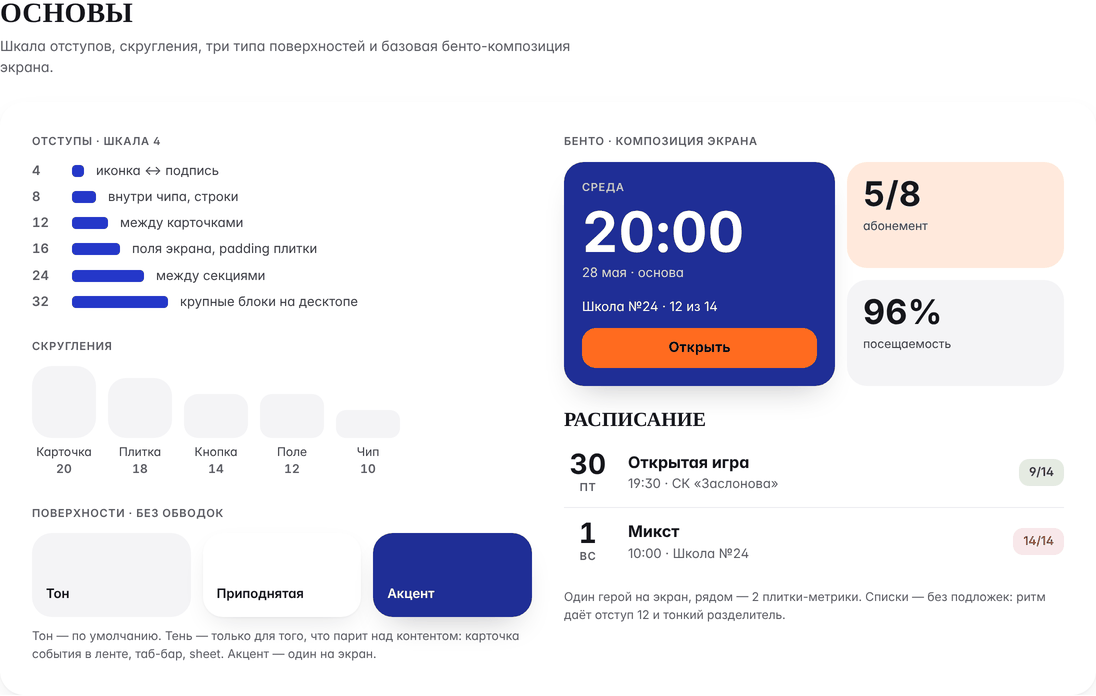 ОСНОВЫ
Шкала отступов, скругления, три типа поверхностей и базовая бенто-композиция
экрана.
ОТСТУПЫ · ШКАЛА 4
4 иконка ↔ подпись
8 внутри чипа, строки
12 между карточками
16 поля экрана, padding плитки
24 между секциями
32 крупные блоки на десктопе
СКРУГЛЕНИЯ
Карточка Плитка Кнопка Поле Чип
20 18 14 12 10
ПОВЕРХНОСТИ · БЕЗ ОБВОДОК
Тон Приподнятая Акцент
Тон — по умолчанию. Тень — только для того, что парит над контентом: карточка
события в ленте, таб-бар, sheet. Акцент — один на экран.
БЕНТО · КОМПОЗИЦИЯ ЭКРАНА
СРЕДА
20:00
28 мая · основа
Школа №24 · 12 из 14
Открыть
5/8
абонемент
96%
посещаемость
РАСПИСАНИЕ
30 Открытая игра 9/14
ПТ 19:30 · СК «Заслонова»
1 Микст 14/14
ВС 10:00 · Школа №24
Один герой на экран, рядом — 2 плитки-метрики. Списки — без подложек: ритм
даёт отступ 12 и тонкий разделитель.